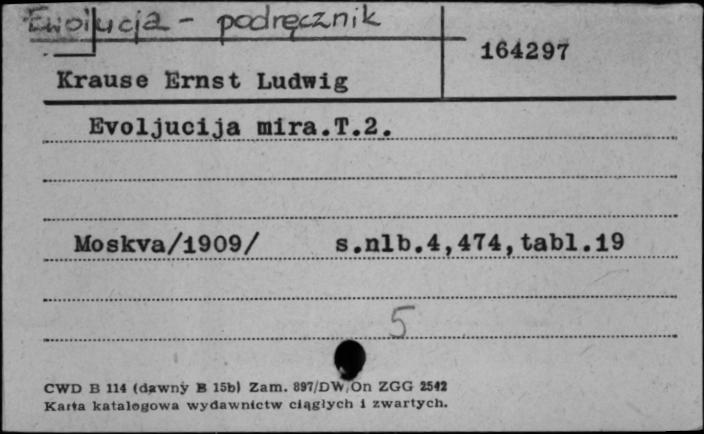 Ewolucja - podręcznik
164297
Krause Ernst Ludwig
Evoljucija mira.T.2.
Moskva/1909/ s.nlb.4,474,tabl.19
5
CWD B 114 (dawny B 15b) Zam. 897/DW/On ZGG 2542
Karta katalogowa wydawnictw ciągłych i zwartych.